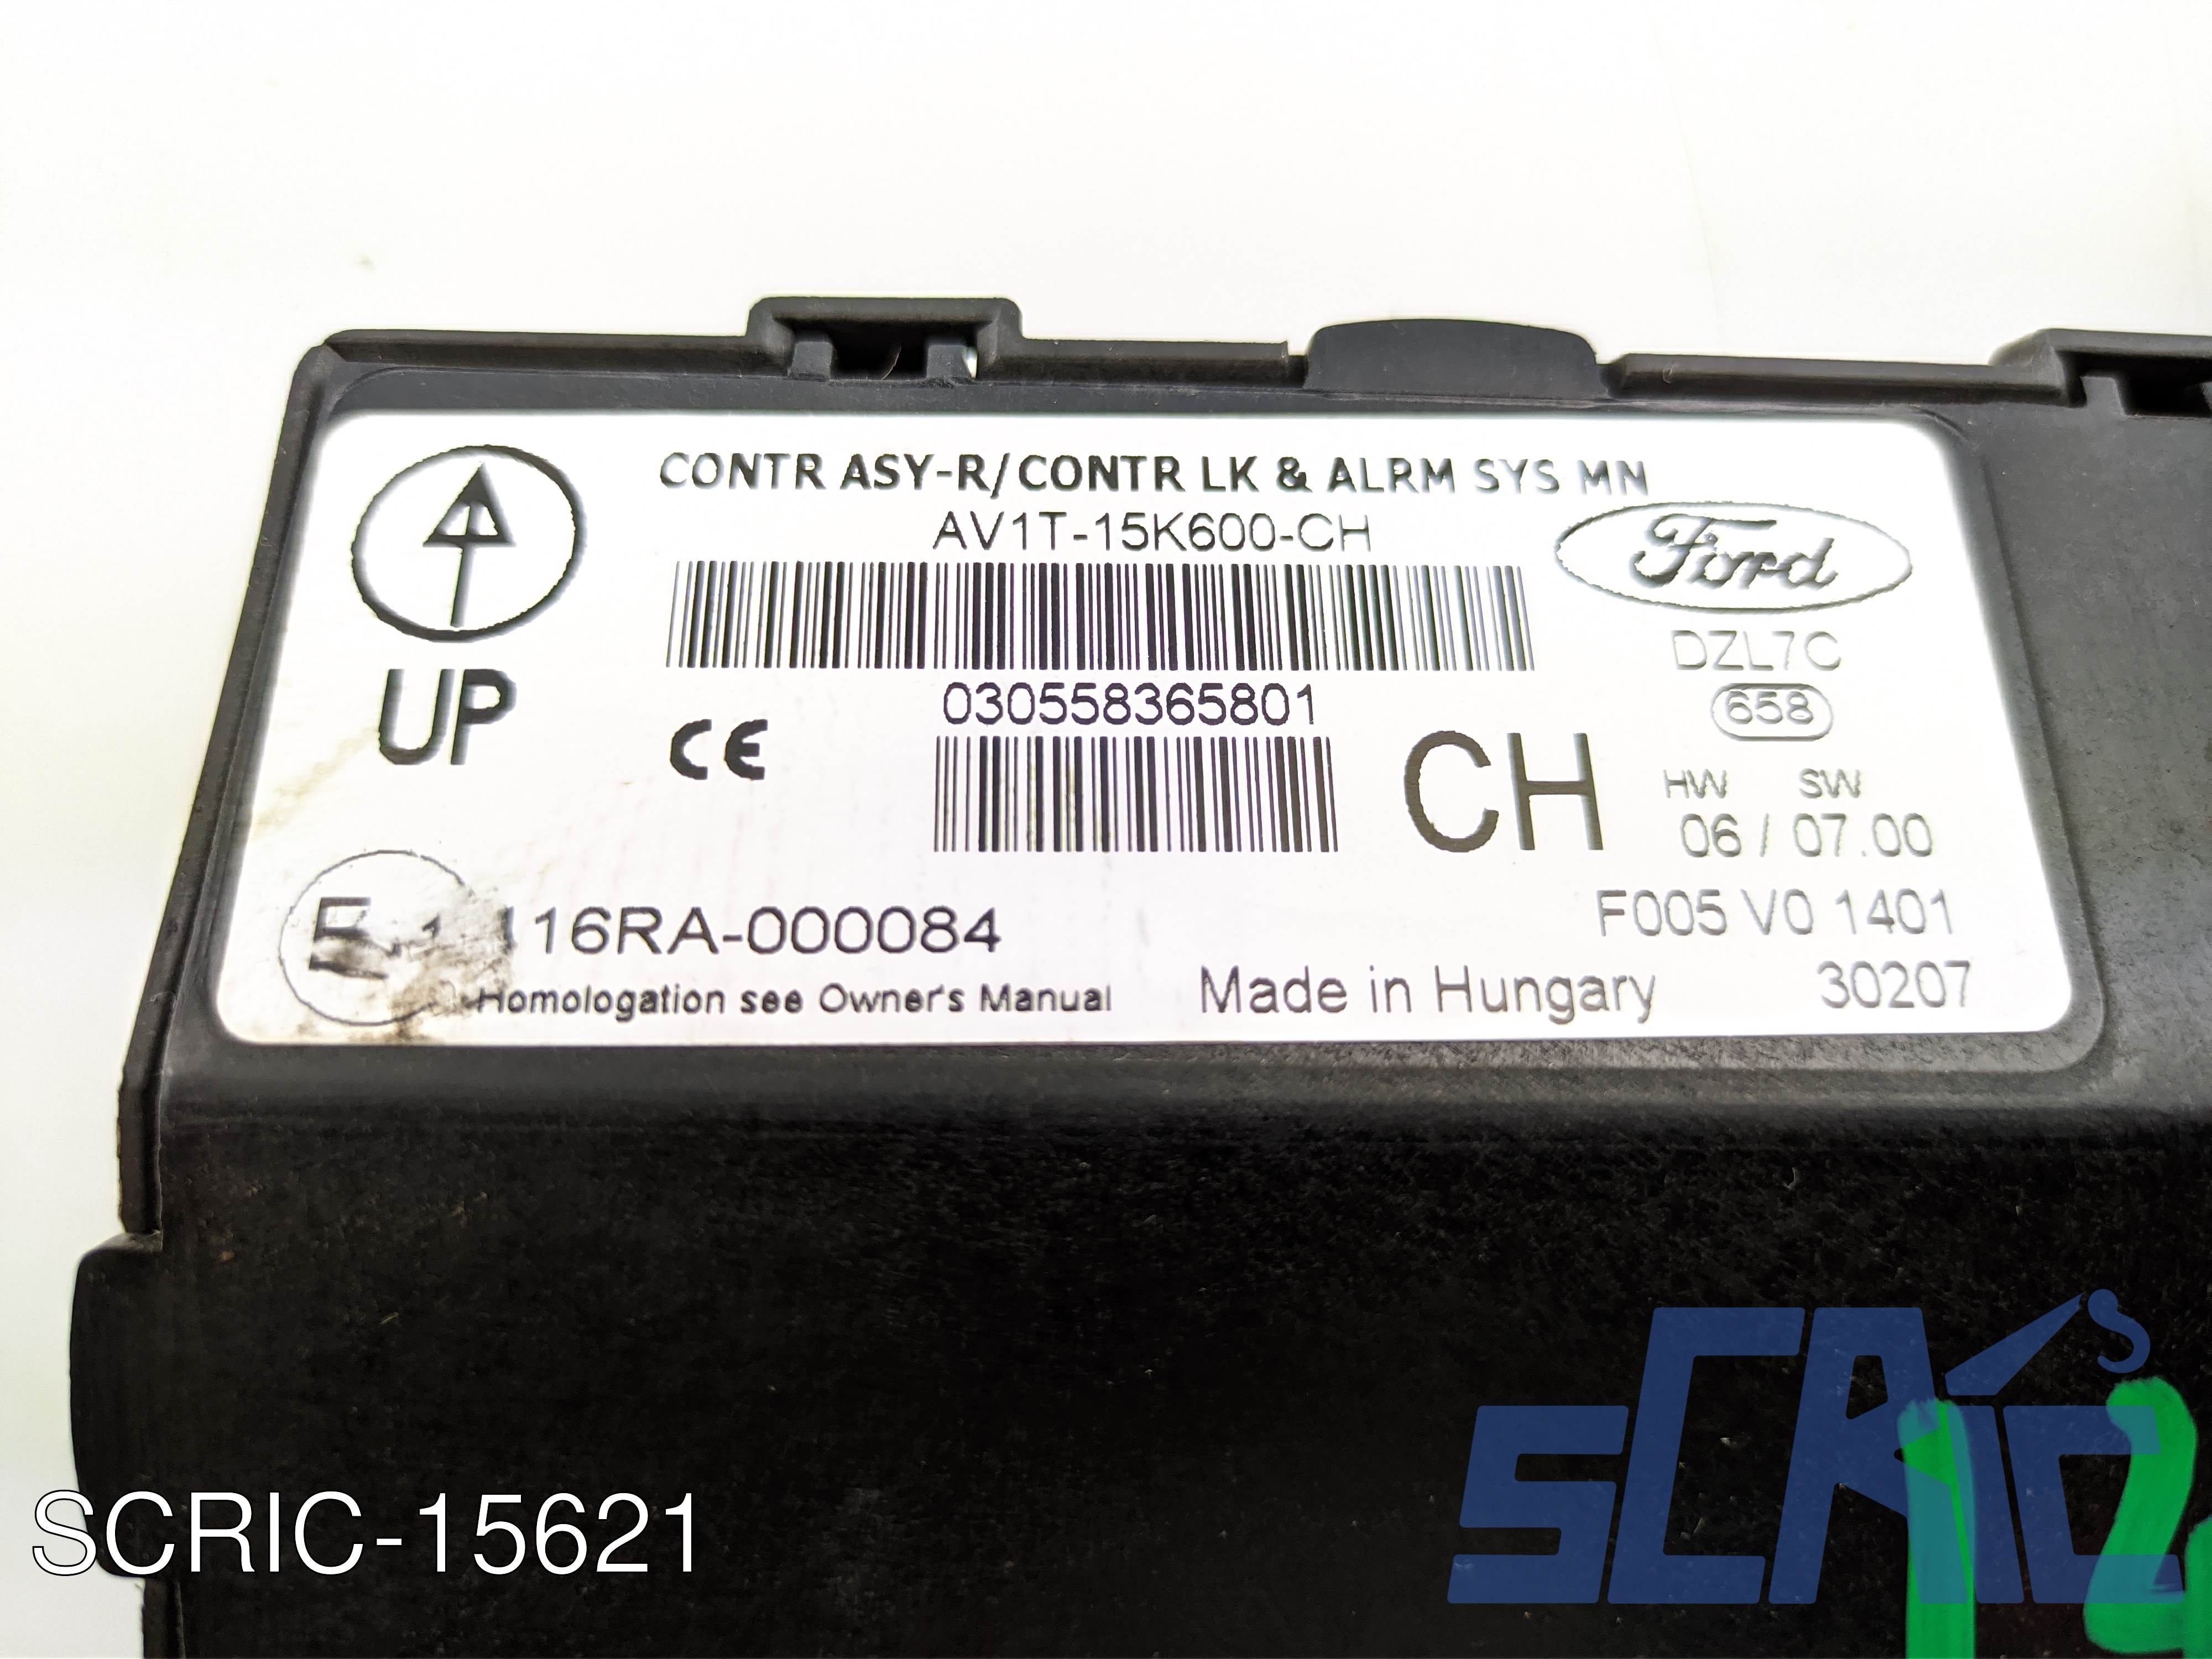 CONTR ASY-R/CONTR LK & ALRM SYS MN
AV1T-15K600-CH
Ford
UP
DZL7C
030558365801
658
CE
CH
HW SW
06 / 07.00
116RA-000084
F005 V0 1401
Homologation see Owner's Manual
Made in Hungary
30207
SCRIC'S
SCRIC-15621